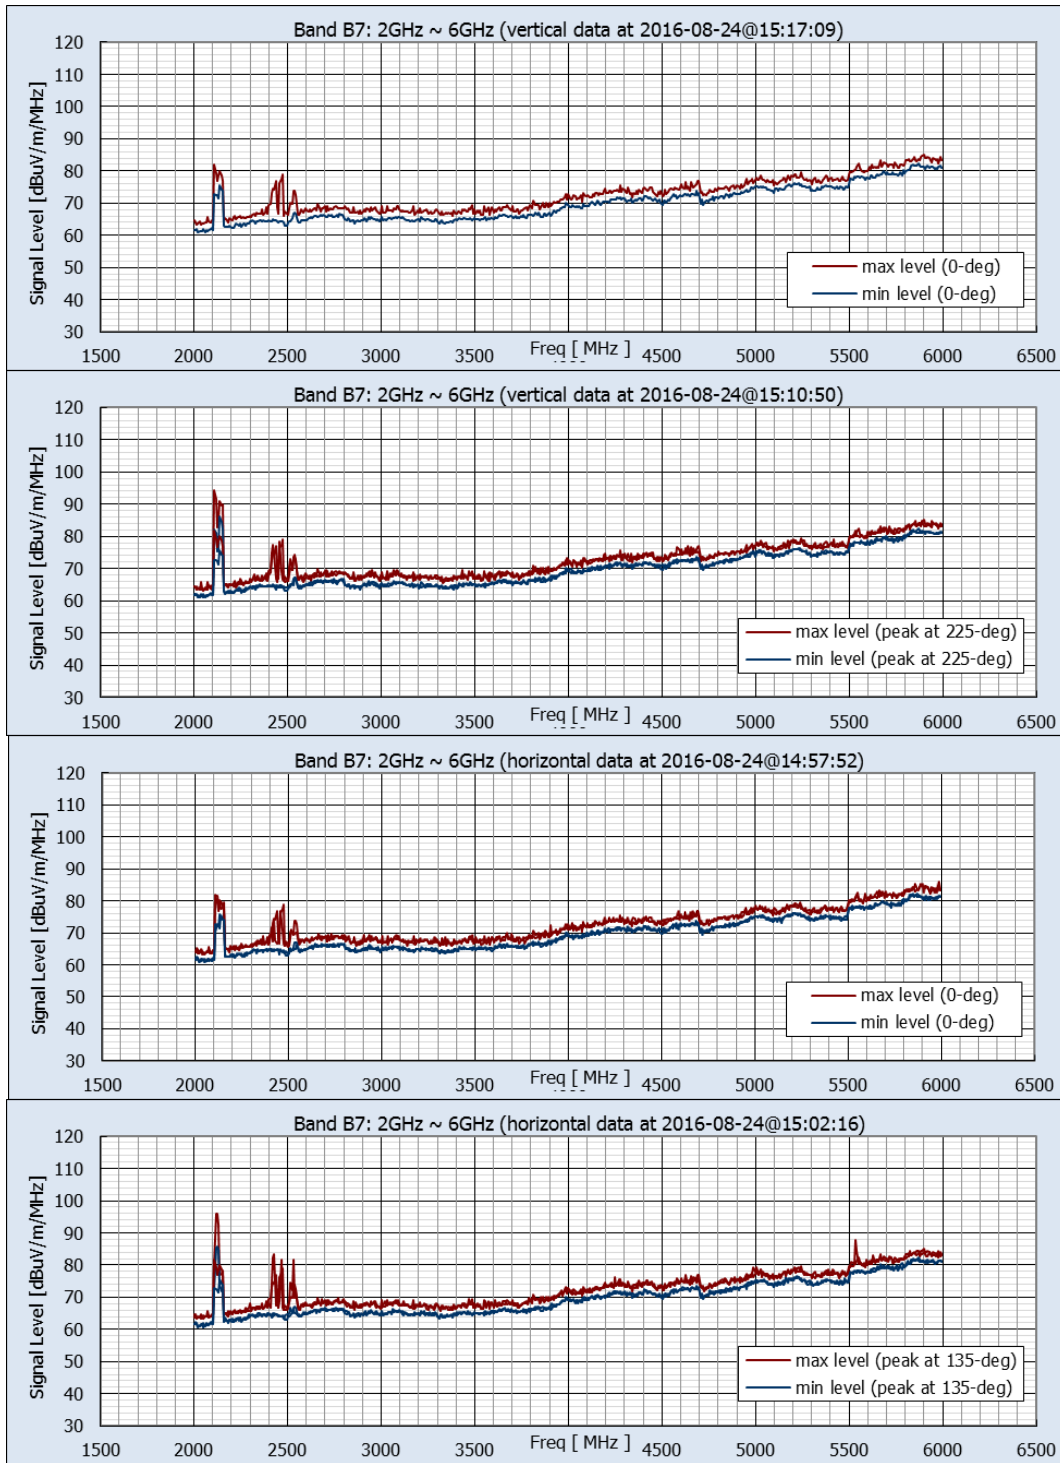 Band B7: 2GHz ~ 6GHz (vertical data at 2016-08-24@15:17:09)
Signal Level [dBuV/m/MHz]
120
110
100
90
80
70
60
50
40
30
max level (0-deg)
min level (0-deg)
1500 2000 2500 3000 3500 4500 5000 5500 6000 6500
Freq [ MHz ]
Band B7: 2GHz ~ 6GHz (vertical data at 2016-08-24@15:10:50)
Signal Level [dBuV/m/MHz]
120
110
100
90
80
70
60
50
40
30
max level (peak at 225-deg)
min level (peak at 225-deg)
1500 2000 2500 3000 3500 4500 5000 5500 6000 6500
Freq [ MHz ]
Band B7: 2GHz ~ 6GHz (horizontal data at 2016-08-24@14:57:52)
Signal Level [dBuV/m/MHz]
120
110
100
90
80
70
60
50
40
30
max level (0-deg)
min level (0-deg)
1500 2000 2500 3000 3500 4500 5000 5500 6000 6500
Freq [ MHz ]
Band B7: 2GHz ~ 6GHz (horizontal data at 2016-08-24@15:02:16)
Signal Level [dBuV/m/MHz]
120
110
100
90
80
70
60
50
40
30
max level (peak at 135-deg)
min level (peak at 135-deg)
1500 2000 2500 3000 3500 4500 5000 5500 6000 6500
Freq [ MHz ]